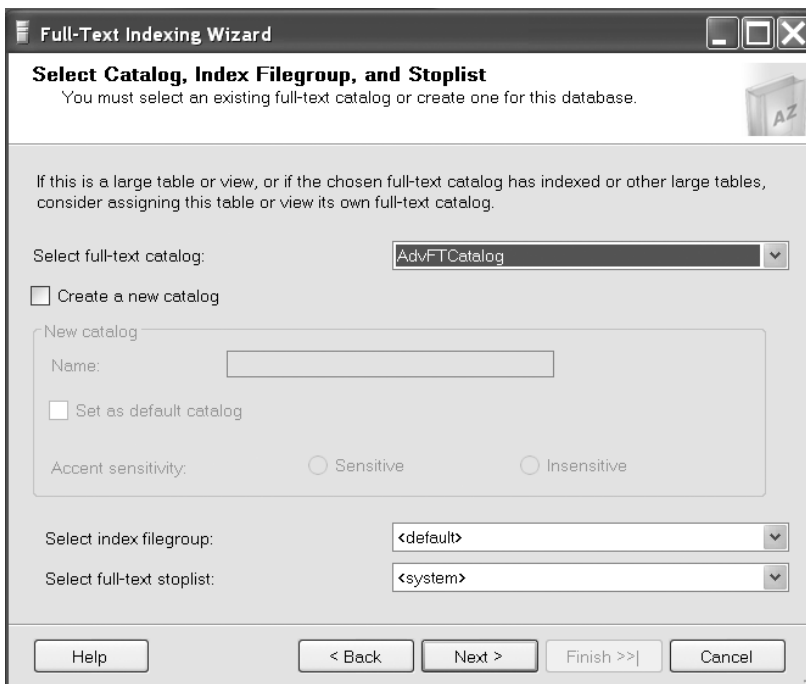 Full-Text Indexing Wizard
Select Catalog, Index Filegroup, and Stoplist
You must select an existing full-text catalog or create one for this database.
AZ
If this is a large table or view, or if the chosen full-text catalog has indexed or other large tables,
consider assigning this table or view its own full-text catalog.
Select full-text catalog: AdvFTCatalog
Create a new catalog
New catalog
Name:
Set as default catalog
Accent sensitivity: Sensitive Insensitive
Select index filegroup: <default>
Select full-text stoplist: <system>
Help < Back Next > Finish >>| Cancel